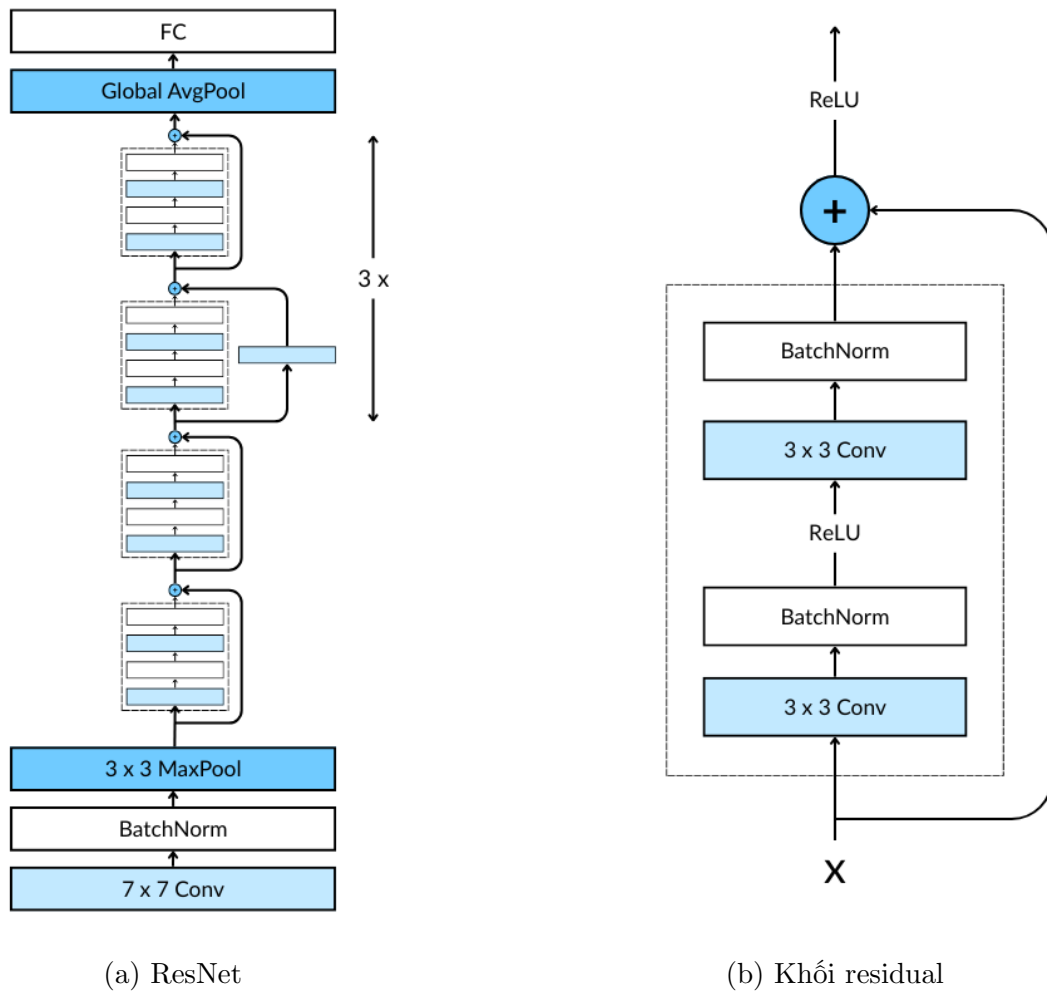 FC
Global AvgPool
3 x
3 x 3 MaxPool
BatchNorm
7 x 7 Conv
(a) ResNet
ReLU
+
BatchNorm
3 x 3 Conv
ReLU
BatchNorm
3 x 3 Conv
X
(b) Khối residual